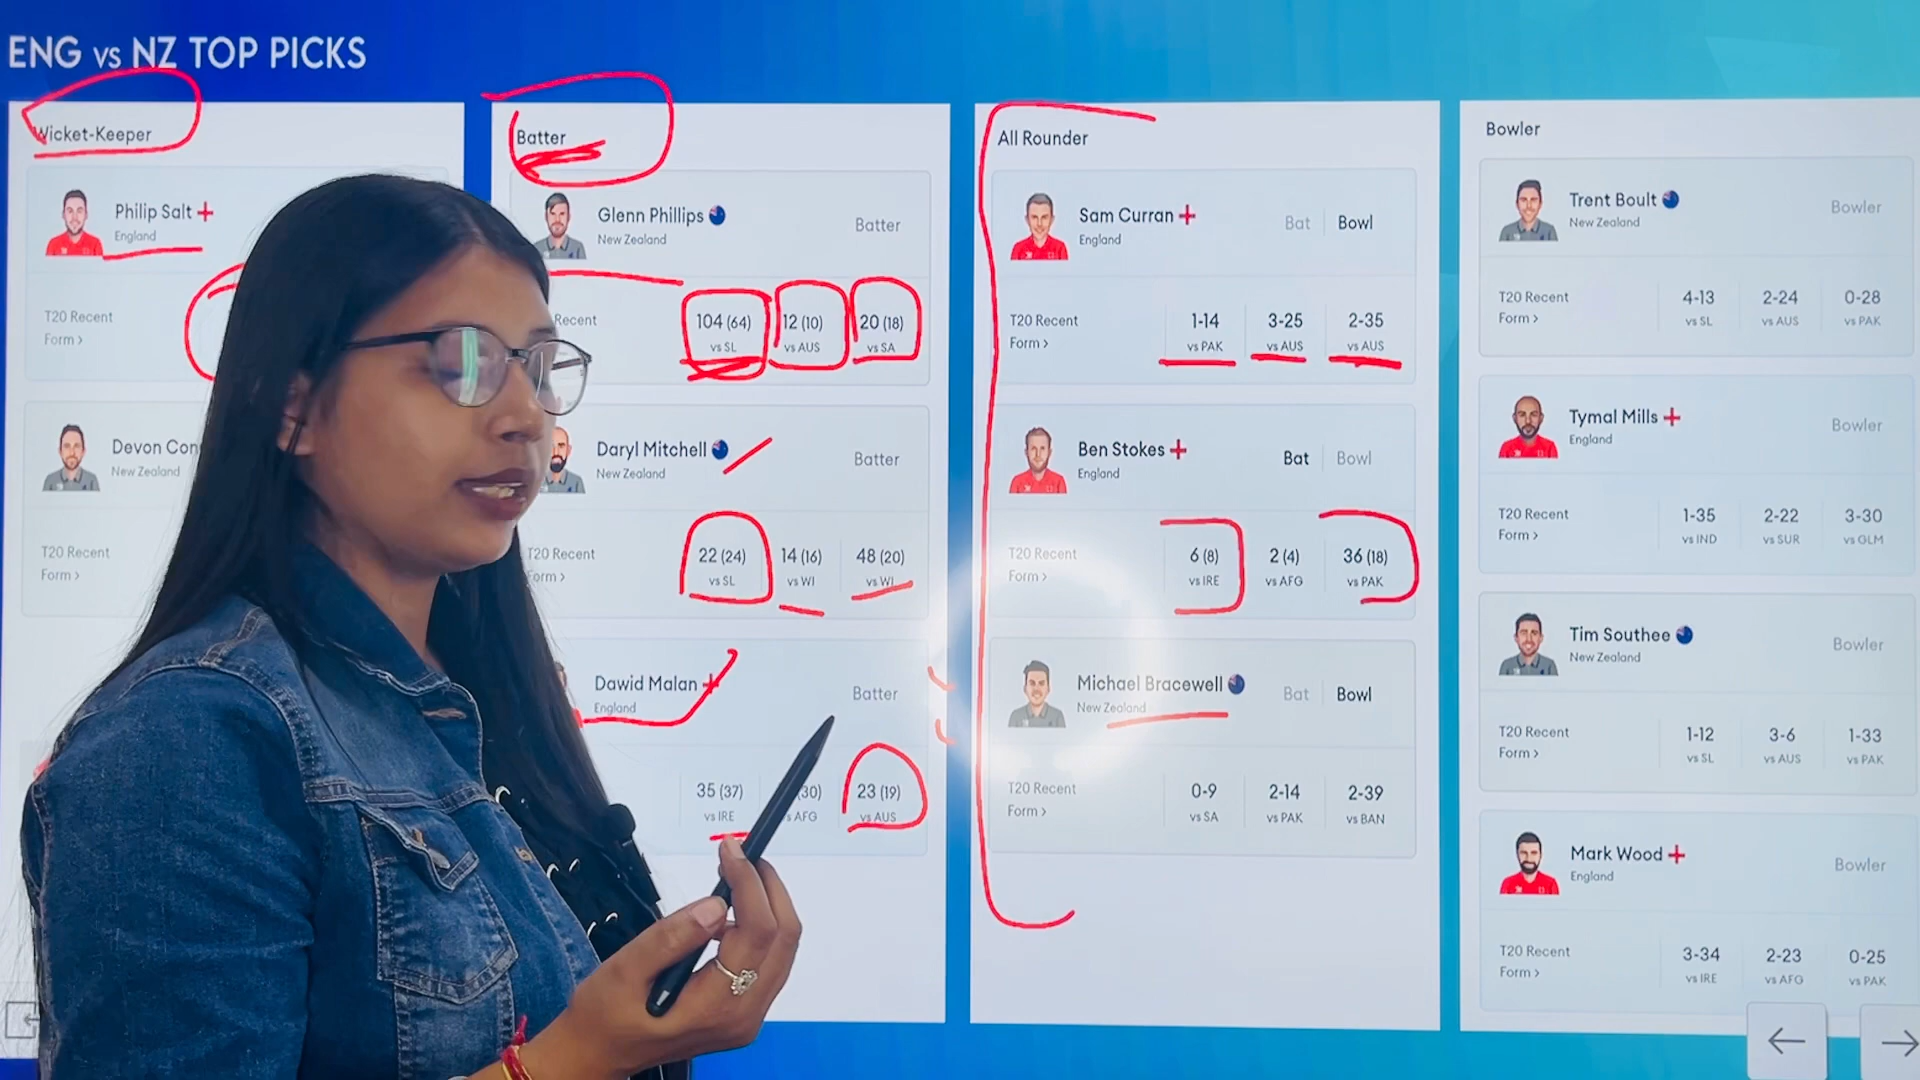 ENG vs NZ TOP PICKS
Wicket-Keeper
Philip Salt
England
T20 Recent
Form >
Devon Con
New Zealand
T20 Recent
Form >
Batter
Glenn Phillips
New Zealand
Batter
Recent
104 (64)
12 (10)
20 (18)
vs SL
vs AUS
vs SA
Daryl Mitchell
New Zealand
Batter
T20 Recent
Form >
22 (24)
14 (16)
48 (20)
vs SL
vs WI
vs WI
Dawid Malan
England
Batter
35 (37)
(30)
23 (19)
vs IRE
s AFG
vs AUS
All Rounder
Sam Curran
England
Bat
Bowl
T20 Recent
Form >
1-14
3-25
2-35
vs PAK
vs AUS
vs AUS
Ben Stokes
England
Bat
Bowl
T20 Recent
Form >
6 (8)
2 (4)
36 (18)
vs IRE
vs AFG
vs PAK
Michael Bracewell
New Zealand
Bat
Bowl
T20 Recent
Form >
0-9
2-14
2-39
vs SA
vs PAK
vs BAN
Bowler
Trent Boult
New Zealand
Bowler
T20 Recent
Form >
4-13
2-24
0-28
vs SL
vs AUS
vs PAK
Tymal Mills
England
Bowler
T20 Recent
Form >
1-35
2-22
3-30
vs IND
vs SUR
vs GLM
Tim Southee
New Zealand
Bowler
T20 Recent
Form >
1-12
3-6
1-33
vs SL
vs AUS
vs PAK
Mark Wood
England
Bowler
T20 Recent
Form >
3-34
2-23
0-25
vs IRE
vs AFG
vs PAK